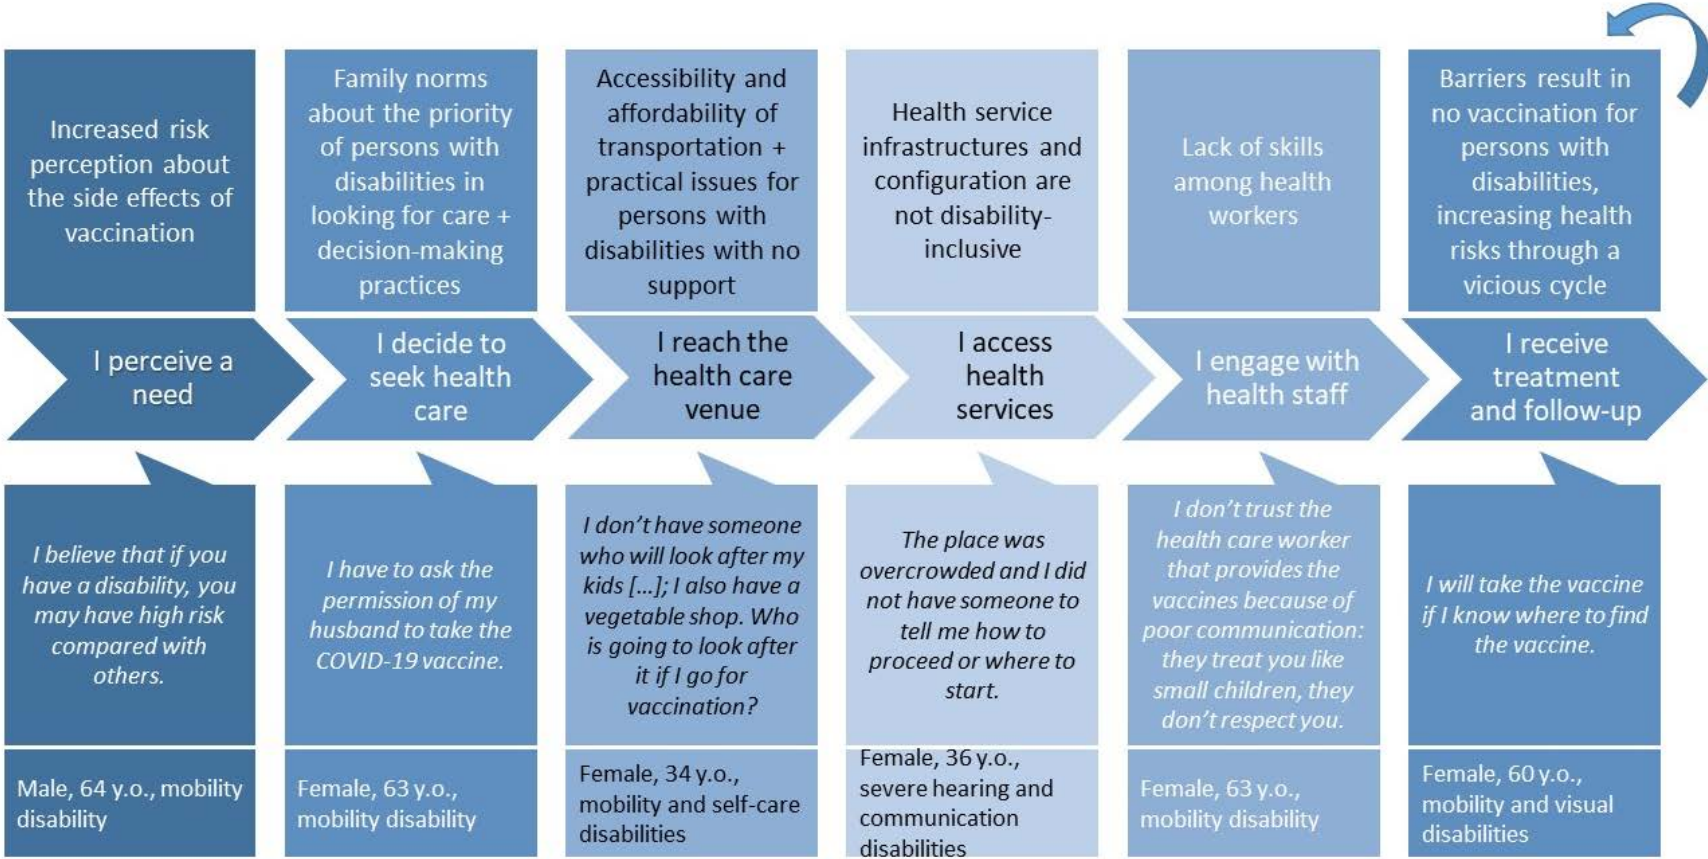 Increased risk
perception about
the side effects of
vaccination
Family norms
about the priority
of persons with
disabilities in
looking for care +
decision-making
practices
Accessibility and
affordability of
transportation +
practical issues for
persons with
disabilities with no
support
Health service
infrastructures and
configuration are
not disability-
inclusive
Lack of skills
among health
workers
Barriers result in
no vaccination for
persons with
disabilities,
increasing health
risks through a
vicious cycle
I perceive a
need
I decide to
seek health
care
I reach the
health care
venue
I access
health
services
I engage with
health staff
I receive
treatment
and follow-up
I believe that if you
have a disability, you
may have high risk
compared with
others.
I have to ask the
permission of my
husband to take the
COVID-19 vaccine.
I don't have someone
who will look after my
kids […]; I also have a
vegetable shop. Who
is going to look after
it if I go for
vaccination?
The place was
overcrowded and I did
not have someone to
tell me how to
proceed or where to
start.
I don't trust the
health care worker
that provides the
vaccines because of
poor communication:
they treat you like
small children, they
don't respect you.
I will take the vaccine
if I know where to find
the vaccine.
Male, 64 y.o., mobility
disability
Female, 63 y.o.,
mobility disability
Female, 34 y.o.,
mobility and self-care
disabilities
Female, 36 y.o.,
severe hearing and
communication
disabilities
Female, 63 y.o.,
mobility disability
Female, 60 y.o.,
mobility and visual
disabilities